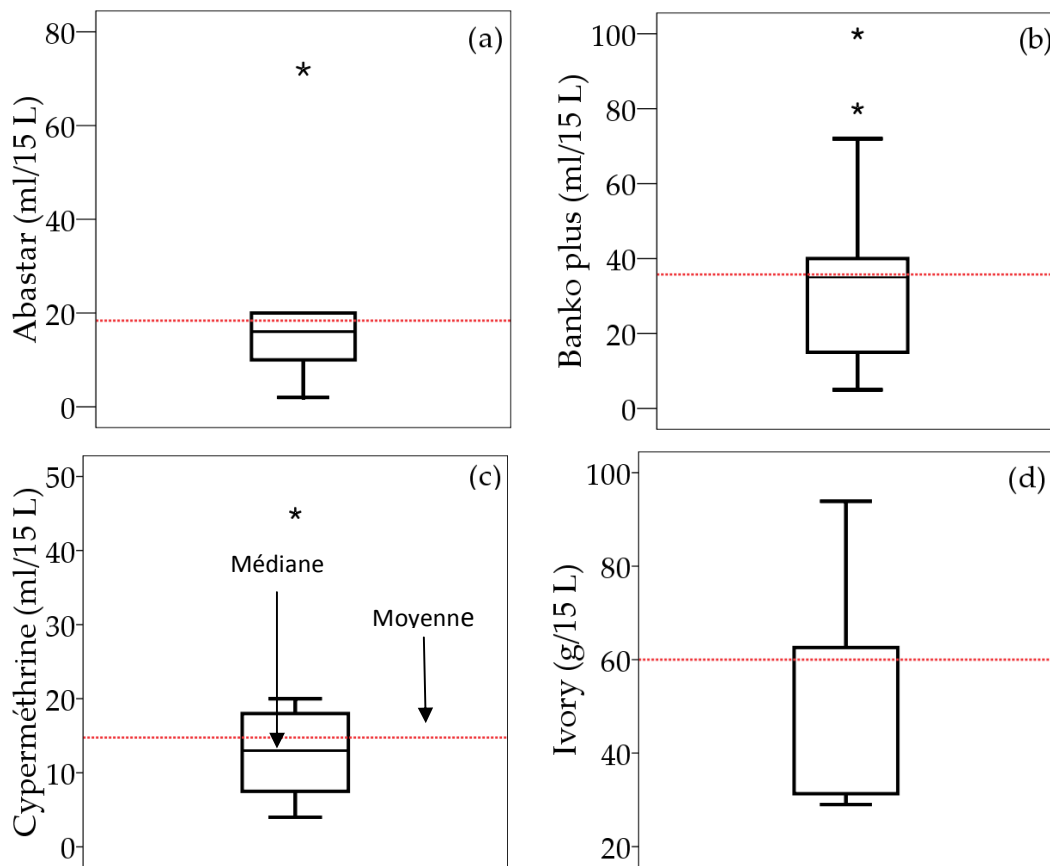 (a)
Abastar (ml/15 L)
80
60
40
20
0
*
(b)
Banko plus (ml/15 L)
100
80
60
40
20
0
*
*
(c)
Cyperméthrine (ml/15 L)
50
40
30
20
10
0
*
Médiane
Moyenne
(d)
Ivory (g/15 L)
100
80
60
40
20